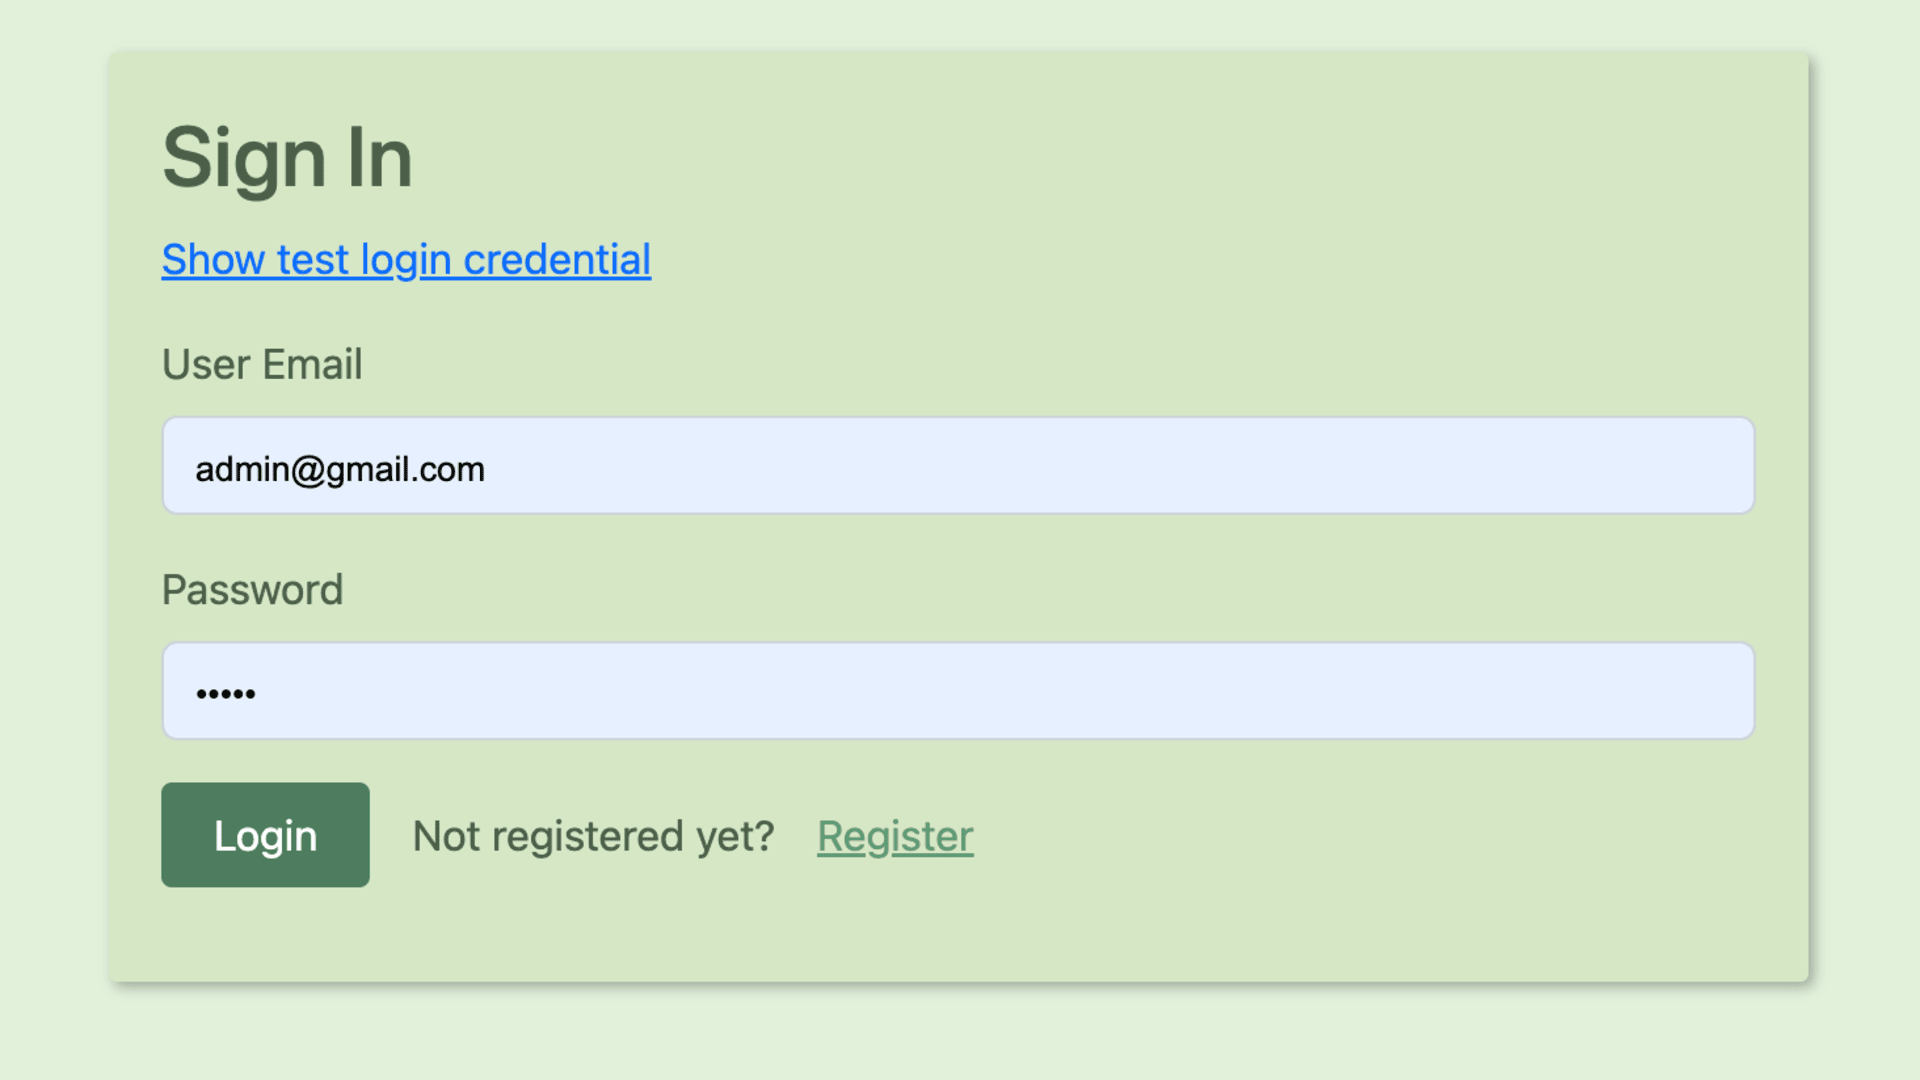 Sign In
Show test login credential
User Email
admin@gmail.com
Password
•••••
Login Not registered yet? Register